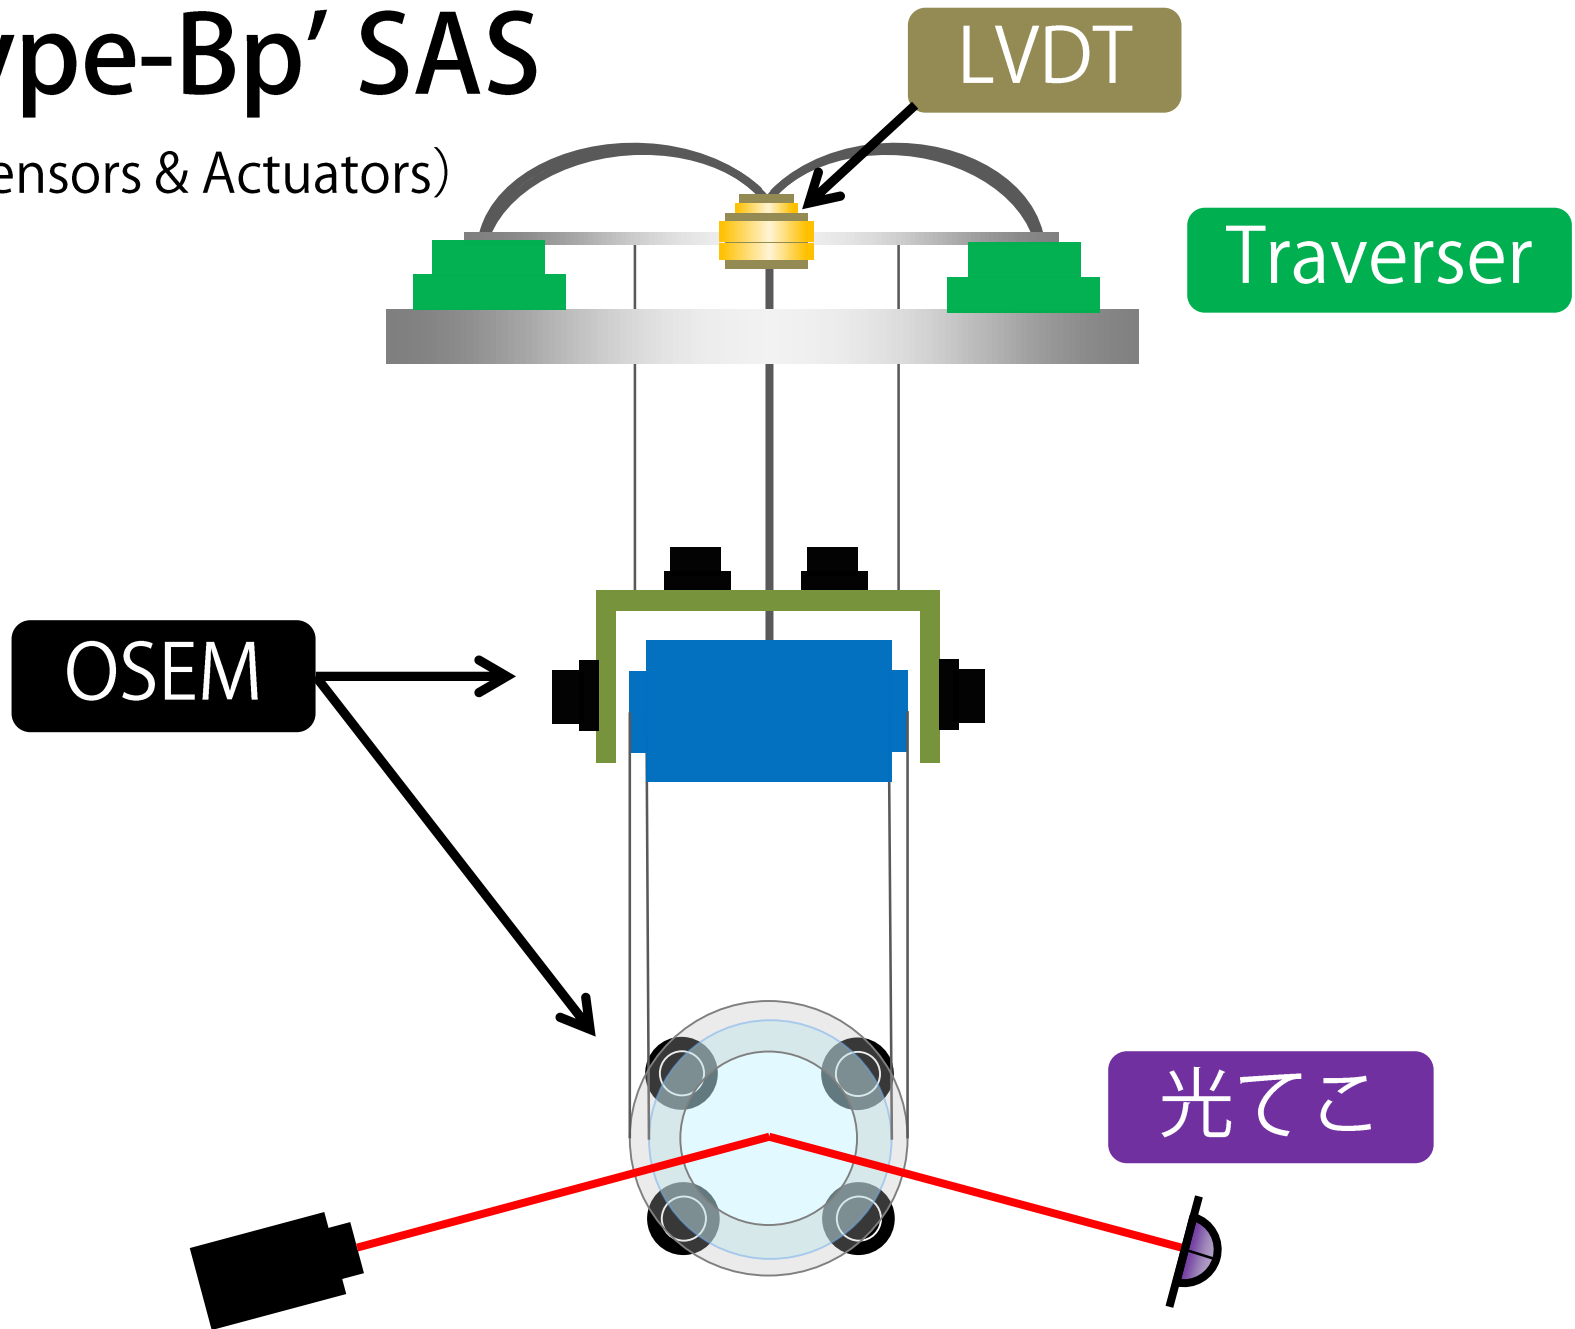 ype-Bp’ SAS
ensors & Actuators）
LVDT
Traverser
OSEM
光てこ